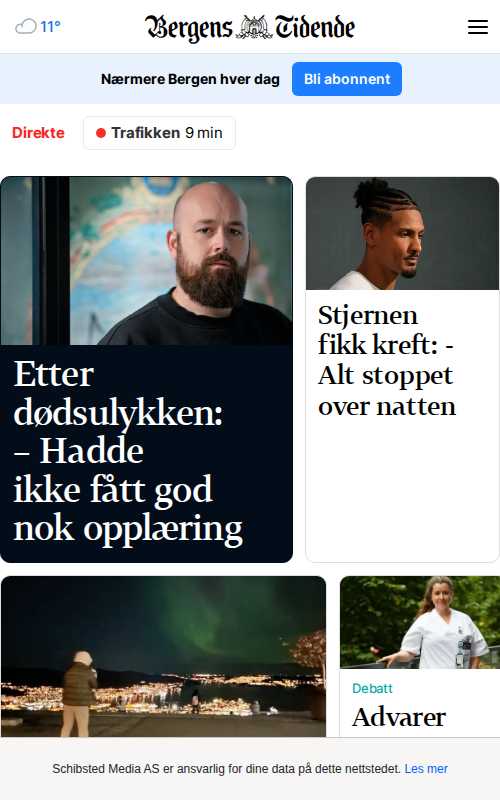 11°
Bergens Tidende
Nærmere Bergen hver dag
Bli abonnent
Direkte
Trafikken 9 min
Etter
dødsulykken:
– Hadde
ikke fått god
nok opplæring
Stjernen
fikk kreft: -
Alt stoppet
over natten
Debatt
Advarer
Schibsted Media AS er ansvarlig for dine data på dette nettstedet. Les mer